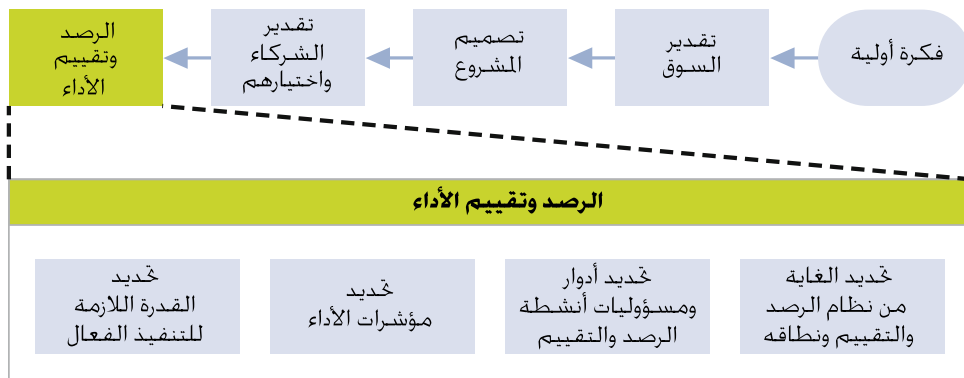 فكرة أولية
تقدير
السوق
تصميم
المشروع
تقدير
الشركاء
واختيارهم
الرصد
وتقييم
الأداء
الرصد وتقييم الأداء
تحديد الغاية
من نظام الرصد
والتقييم ونطاقه
تحديد أدوار
ومسؤوليات أنشطة
الرصد والتقييم
تحديد
مؤشرات الأداء
تحديد
القدرة اللازمة
للتنفيذ الفعال